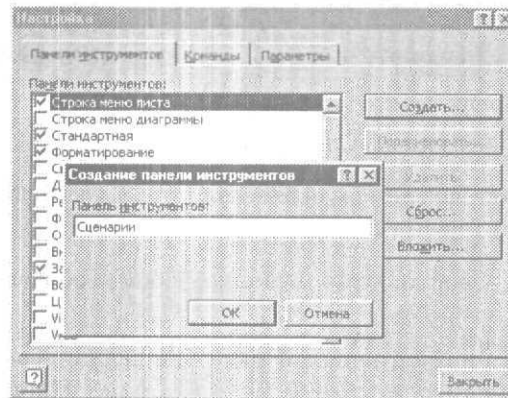 Настройка
Панели инструментов
Команды
Параметры
Панели инструментов:
Строка меню листа
Строка меню диаграммы
Стандартная
Форматирование
Создать...
Удалить
Сброс...
Вложить...
Создание панели инструментов
Панель инструментов:
Сценарии
ОК
Отмена
Закрыть